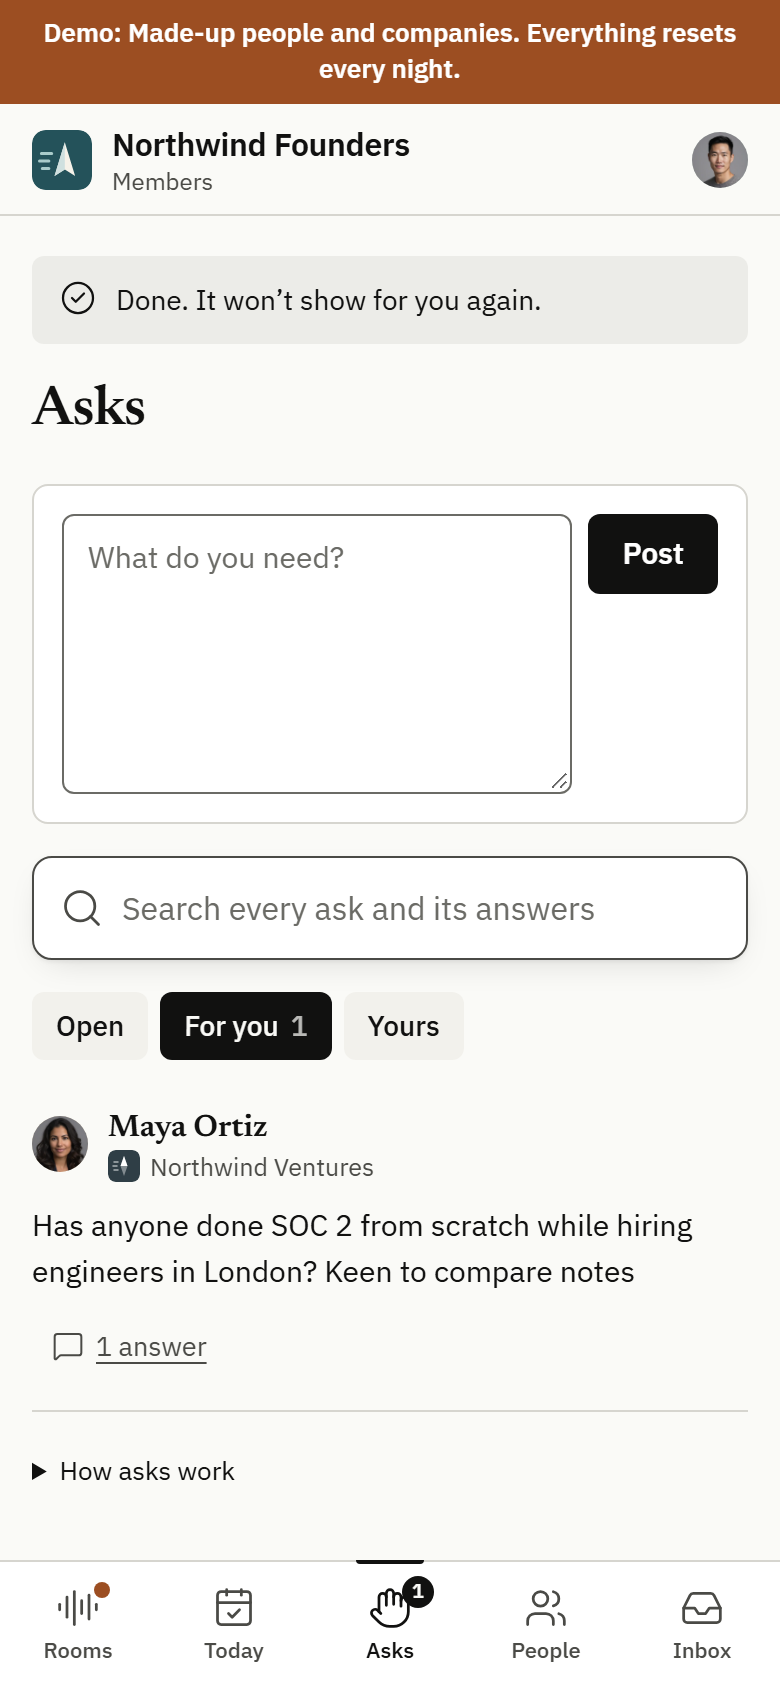 Demo: Made-up people and companies. Everything resets
every night.
Northwind Founders
Members
Done. It won’t show for you again.
Asks
What do you need?
Post
Search every ask and its answers
Open
For you 1
Yours
Maya Ortiz
Northwind Ventures
Has anyone done SOC 2 from scratch while hiring
engineers in London? Keen to compare notes
1 answer
How asks work
1
Rooms
Today
Asks
People
Inbox